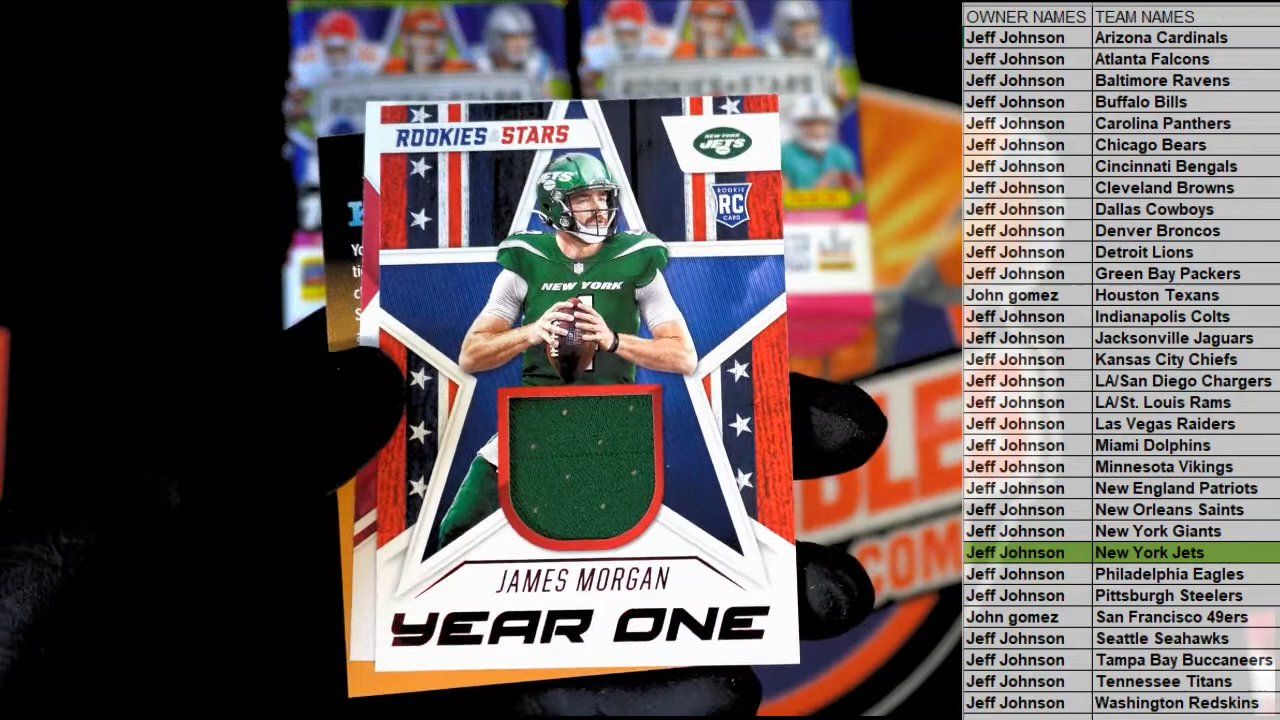 ROOKIES & STARS
NEW YORK
JETS
ROOKIE
RC
CARD
JETS
NEW YORK
1
JAMES MORGAN
YEAR ONE
BLE
.COM
OWNER NAMES TEAM NAMES
Jeff Johnson Arizona Cardinals
Jeff Johnson Atlanta Falcons
Jeff Johnson Baltimore Ravens
Jeff Johnson Buffalo Bills
Jeff Johnson Carolina Panthers
Jeff Johnson Chicago Bears
Jeff Johnson Cincinnati Bengals
Jeff Johnson Cleveland Browns
Jeff Johnson Dallas Cowboys
Jeff Johnson Denver Broncos
Jeff Johnson Detroit Lions
Jeff Johnson Green Bay Packers
John gomez Houston Texans
Jeff Johnson Indianapolis Colts
Jeff Johnson Jacksonville Jaguars
Jeff Johnson Kansas City Chiefs
Jeff Johnson LA/San Diego Chargers
Jeff Johnson LA/St. Louis Rams
Jeff Johnson Las Vegas Raiders
Jeff Johnson Miami Dolphins
Jeff Johnson Minnesota Vikings
Jeff Johnson New England Patriots
Jeff Johnson New Orleans Saints
Jeff Johnson New York Giants
Jeff Johnson New York Jets
Jeff Johnson Philadelphia Eagles
Jeff Johnson Pittsburgh Steelers
John gomez San Francisco 49ers
Jeff Johnson Seattle Seahawks
Jeff Johnson Tampa Bay Buccaneers
Jeff Johnson Tennessee Titans
Jeff Johnson Washington Redskins